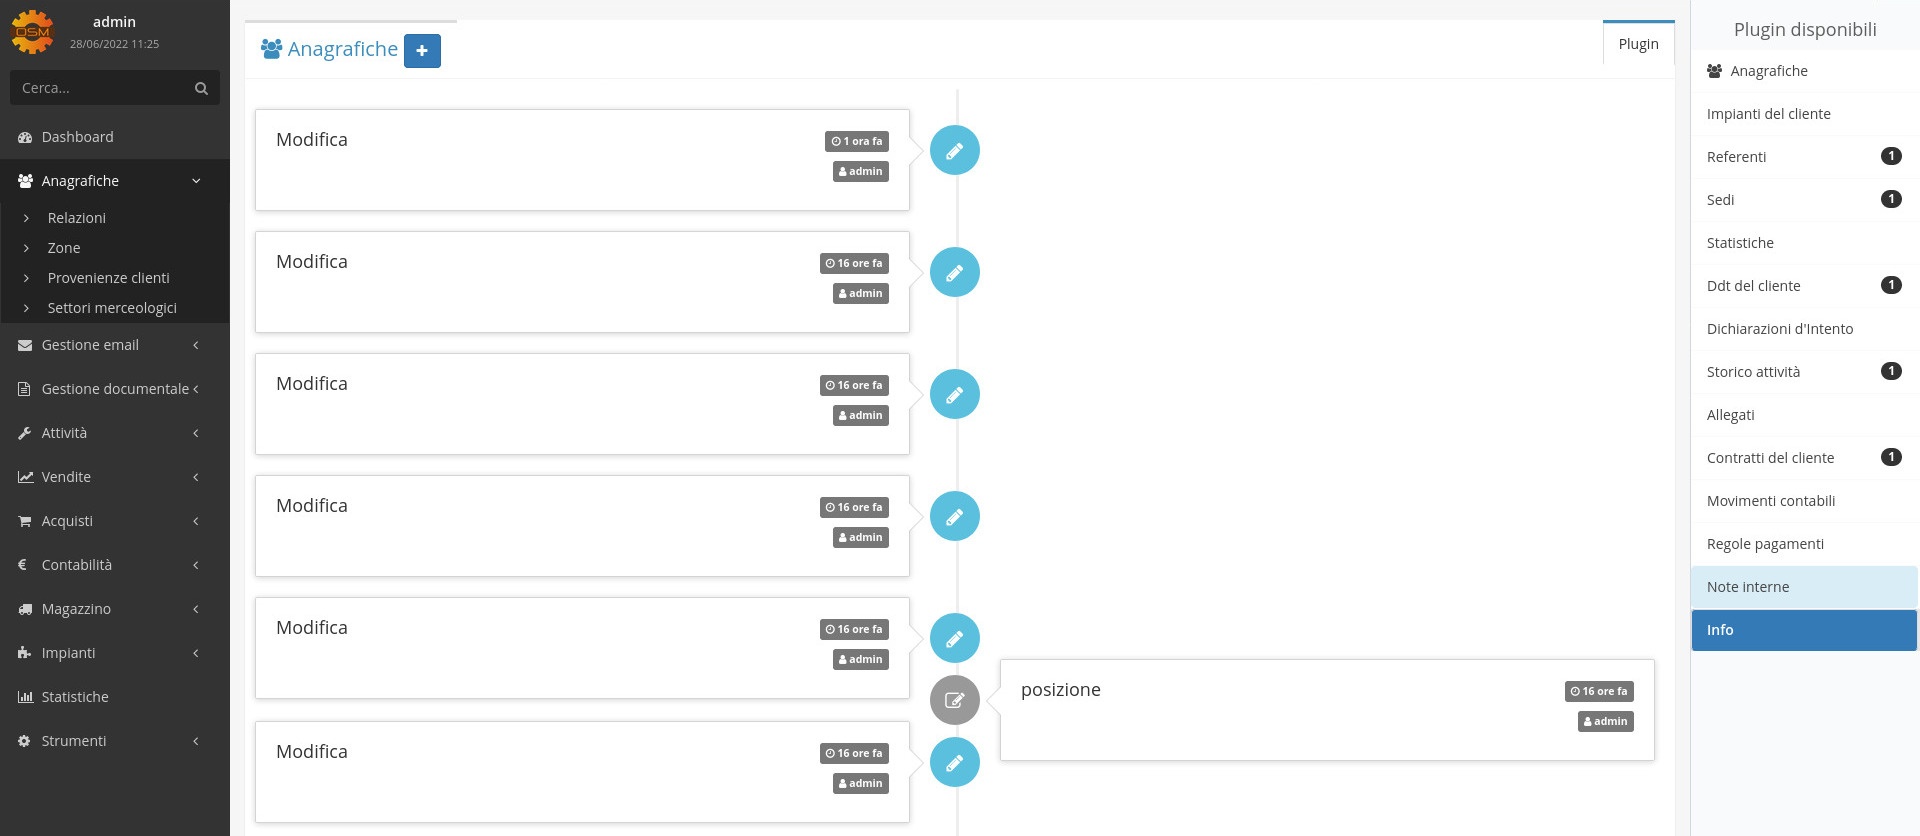 OSM
admin
28/06/2022 11:25
Cerca...
Dashboard
Anagrafiche
Relazioni
Zone
Provenienze clienti
Settori merceologici
Gestione email
Gestione documentale
Attività
Vendite
Acquisti
Contabilità
Magazzino
Impianti
Statistiche
Strumenti
Anagrafiche
Plugin
Modifica
1 ora fa
admin
Modifica
16 ore fa
admin
Modifica
16 ore fa
admin
Modifica
16 ore fa
admin
Modifica
16 ore fa
admin
posizione
16 ore fa
admin
Modifica
16 ore fa
admin
Plugin disponibili
Anagrafiche
Impianti del cliente
Referenti 1
Sedi 1
Statistiche
Ddt del cliente 1
Dichiarazioni d'Intento
Storico attività 1
Allegati
Contratti del cliente 1
Movimenti contabili
Regole pagamenti
Note interne
Info